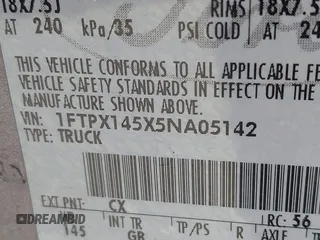 18X7.5J RIMS 18X7.5
AT 240 kPa/35 PSI COLD AT 24
THIS VEHICLE CONFORMS TO ALL APPLICABLE FE
VEHICLE SAFETY STANDARDS IN EFFECT ON THE
MANUFACTURE SHOWN ABOVE.
VIN: 1FTPX145X5NA05142
TYPE: TRUCK
EXT PNT: CX RC: 56
145 INT TR TP/PS R AXLE
GB
DREAMBID